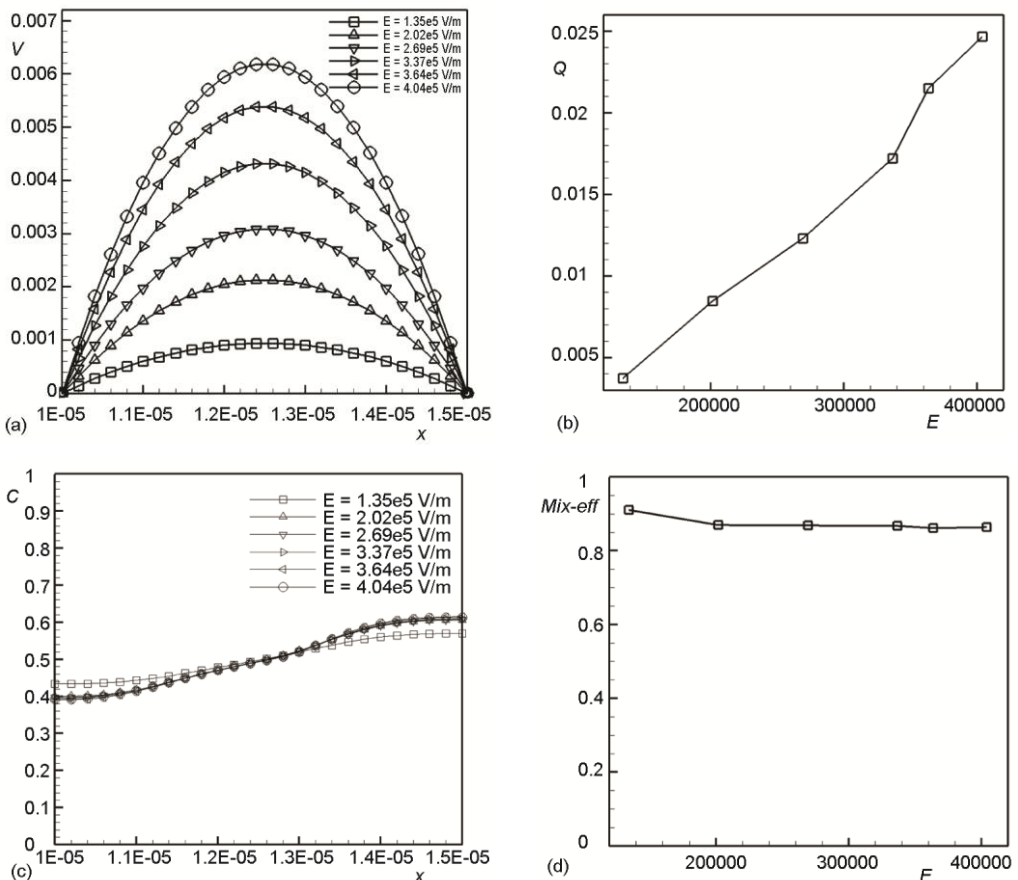 0.007
V
0.006
0.005
0.004
0.003
0.002
0.001
0
E = 1.35e5 V/m
E = 2.02e5 V/m
E = 2.69e5 V/m
E = 3.37e5 V/m
E = 3.64e5 V/m
E = 4.04e5 V/m
1E-05 1.1E-05 1.2E-05 1.3E-05 1.4E-05 1.5E-05
(a) x
0.025
Q
0.02
0.015
0.01
0.005
200000 300000 400000
(b) E
C
1
0.9
0.8
0.7
0.6
0.5
0.4
0.3
0.2
0.1
0
E = 1.35e5 V/m
E = 2.02e5 V/m
E = 2.69e5 V/m
E = 3.37e5 V/m
E = 3.64e5 V/m
E = 4.04e5 V/m
1E-05 1.1E-05 1.2E-05 1.3E-05 1.4E-05 1.5E-05
(c) x
1
Mix-eff
0.8
0.6
0.4
0.2
0
200000 300000 400000
(d) E